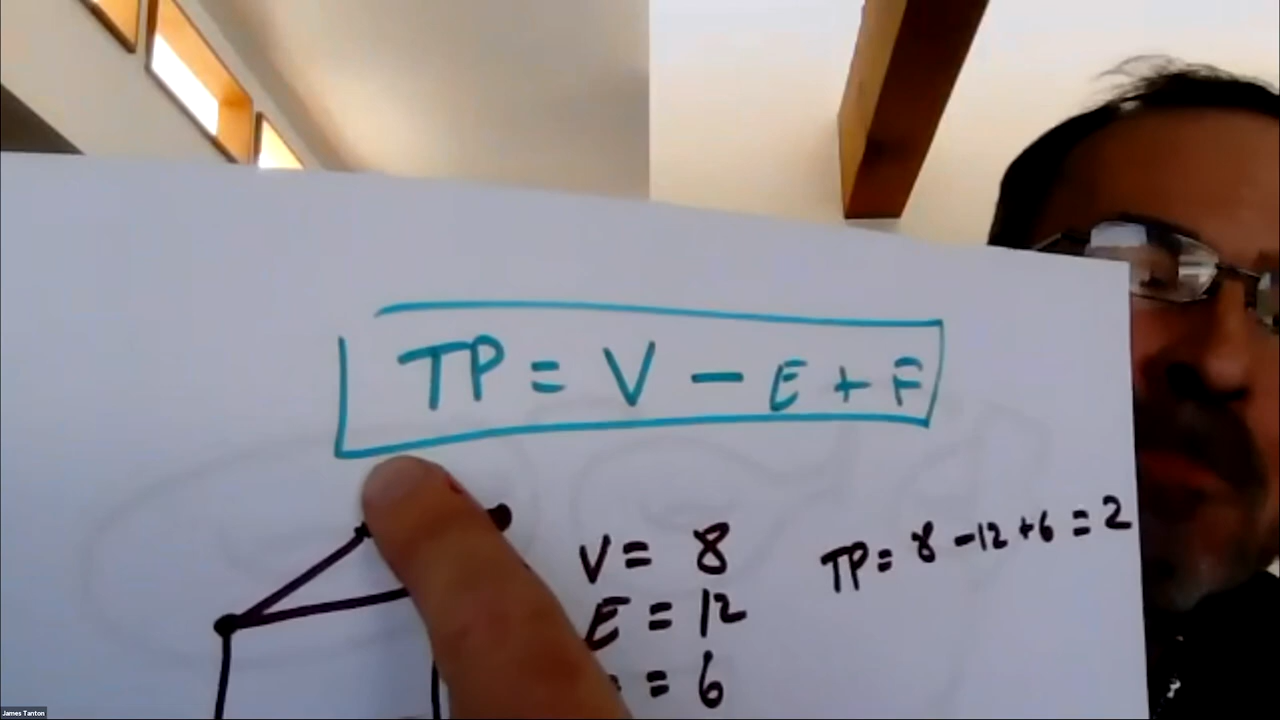 TP = V - E + F
V = 8
E = 12
= 6
TP = 8 - 12 + 6 = 2
James Tanton